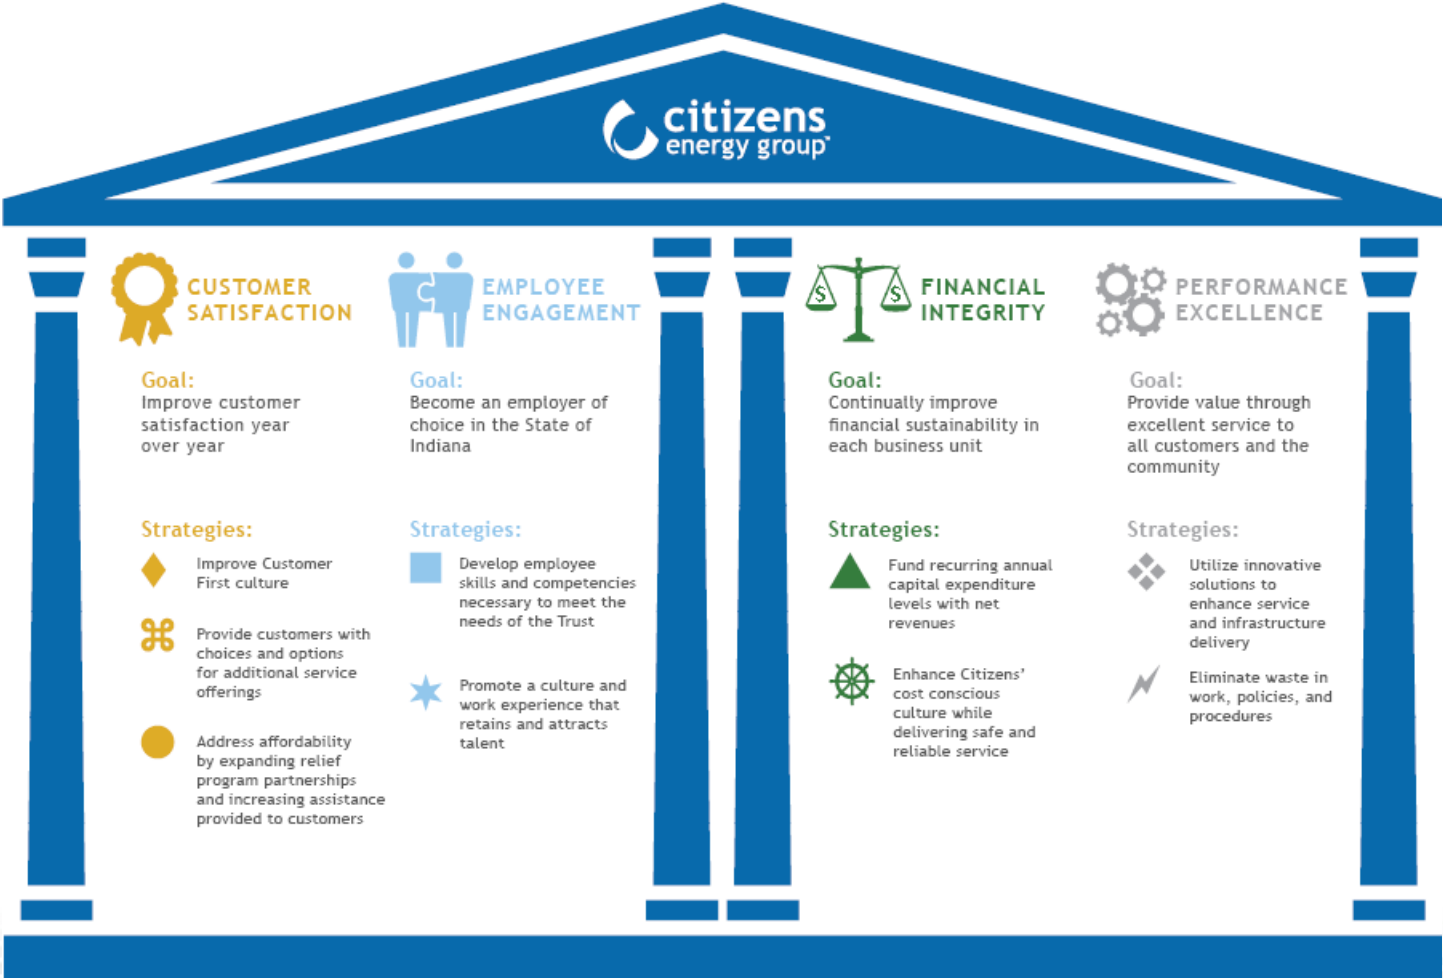 citizens
energy group™
CUSTOMER
SATISFACTION
Goal:
Improve customer
satisfaction year
over year
Strategies:
Improve Customer
First culture
Provide customers with
choices and options
for additional service
offerings
Address affordability
by expanding relief
program partnerships
and increasing assistance
provided to customers
EMPLOYEE
ENGAGEMENT
Goal:
Become an employer of
choice in the State of
Indiana
Strategies:
Develop employee
skills and competencies
necessary to meet the
needs of the Trust
Promote a culture and
work experience that
retains and attracts
talent
$ $
FINANCIAL
INTEGRITY
Goal:
Continually improve
financial sustainability in
each business unit
Strategies:
Fund recurring annual
capital expenditure
levels with net
revenues
Enhance Citizens'
cost conscious
culture while
delivering safe and
reliable service
PERFORMANCE
EXCELLENCE
Goal:
Provide value through
excellent service to
all customers and the
community
Strategies:
Utilize innovative
solutions to
enhance service
and infrastructure
delivery
Eliminate waste in
work, policies, and
procedures